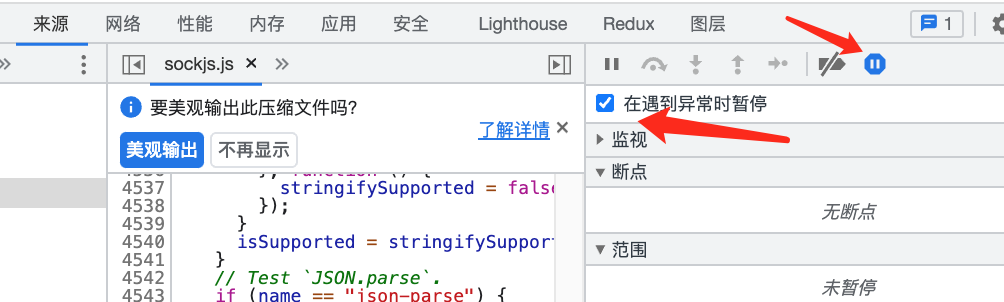 来源 网络 性能 内存 应用 安全 Lighthouse Redux 图层 1
sockjs.js
要美观输出此压缩文件吗?
了解详情
美观输出 不再显示
4537 stringifySupported = fals
4538 });
4539 }
4540 isSupported = stringifySuppor
4541 }
4542 // Test `JSON.parse`.
4543 if (name == "json-parse") {
在遇到异常时暂停
监视
断点
无断点
范围
未暂停